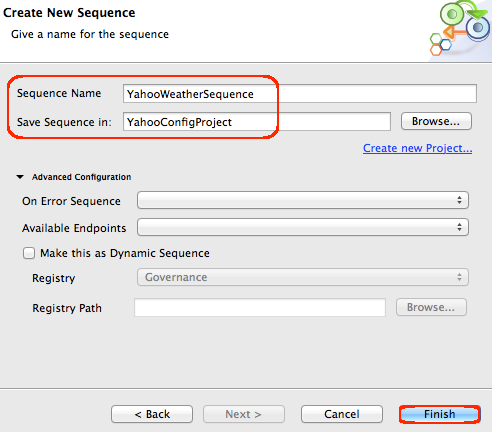 Create New Sequence
Give a name for the sequence
Sequence Name YahooWeatherSequence
Save Sequence in: YahooConfigProject Browse...
Create new Project...
Advanced Configuration
On Error Sequence
Available Endpoints
Make this as Dynamic Sequence
Registry Governance
Registry Path Browse...
< Back Next > Cancel Finish